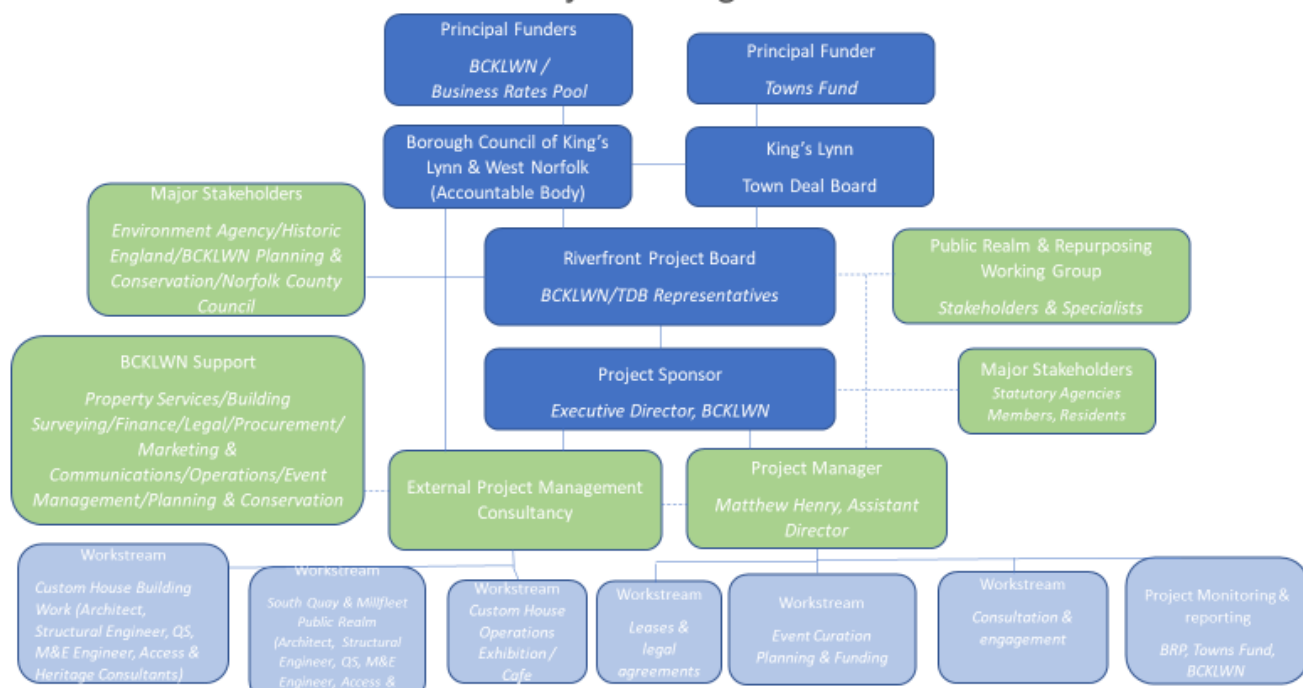 Principal Funders
BCKLWN /
Business Rates Pool
Principal Funder
Towns Fund
Borough Council of King's
Lynn & West Norfolk
(Accountable Body)
King's Lynn
Town Deal Board
Major Stakeholders
Environment Agency/Historic
England/BCKLWN Planning &
Conservation/Norfolk County
Council
Riverfront Project Board
BCKLWN/TDB Representatives
Public Realm & Repurposing
Working Group
Stakeholders & Specialists
BCKLWN Support
Property Services/Building
Surveying/Finance/Legal/Procurement/
Marketing &
Communications/Operations/Event
Management/Planning & Conservation
Project Sponsor
Executive Director, BCKLWN
Major Stakeholders
Statutory Agencies
Members, Residents
External Project Management
Consultancy
Project Manager
Matthew Henry, Assistant
Director
Workstream
Custom House Building
Work (Architect,
Structural Engineer, QS,
M&E Engineer, Access &
Heritage Consultants)
Workstream
South Quay & Millfleet
Public Realm
(Architect, Structural
Engineer, QS, M&E
Engineer, Access &
Workstream
Custom House
Operations
Exhibition /
Cafe
Workstream
Leases &
legal
agreements
Workstream
Event Curation
Planning & Funding
Workstream
Consultation &
engagement
Project Monitoring &
reporting
BRP, Towns Fund,
BCKLWN